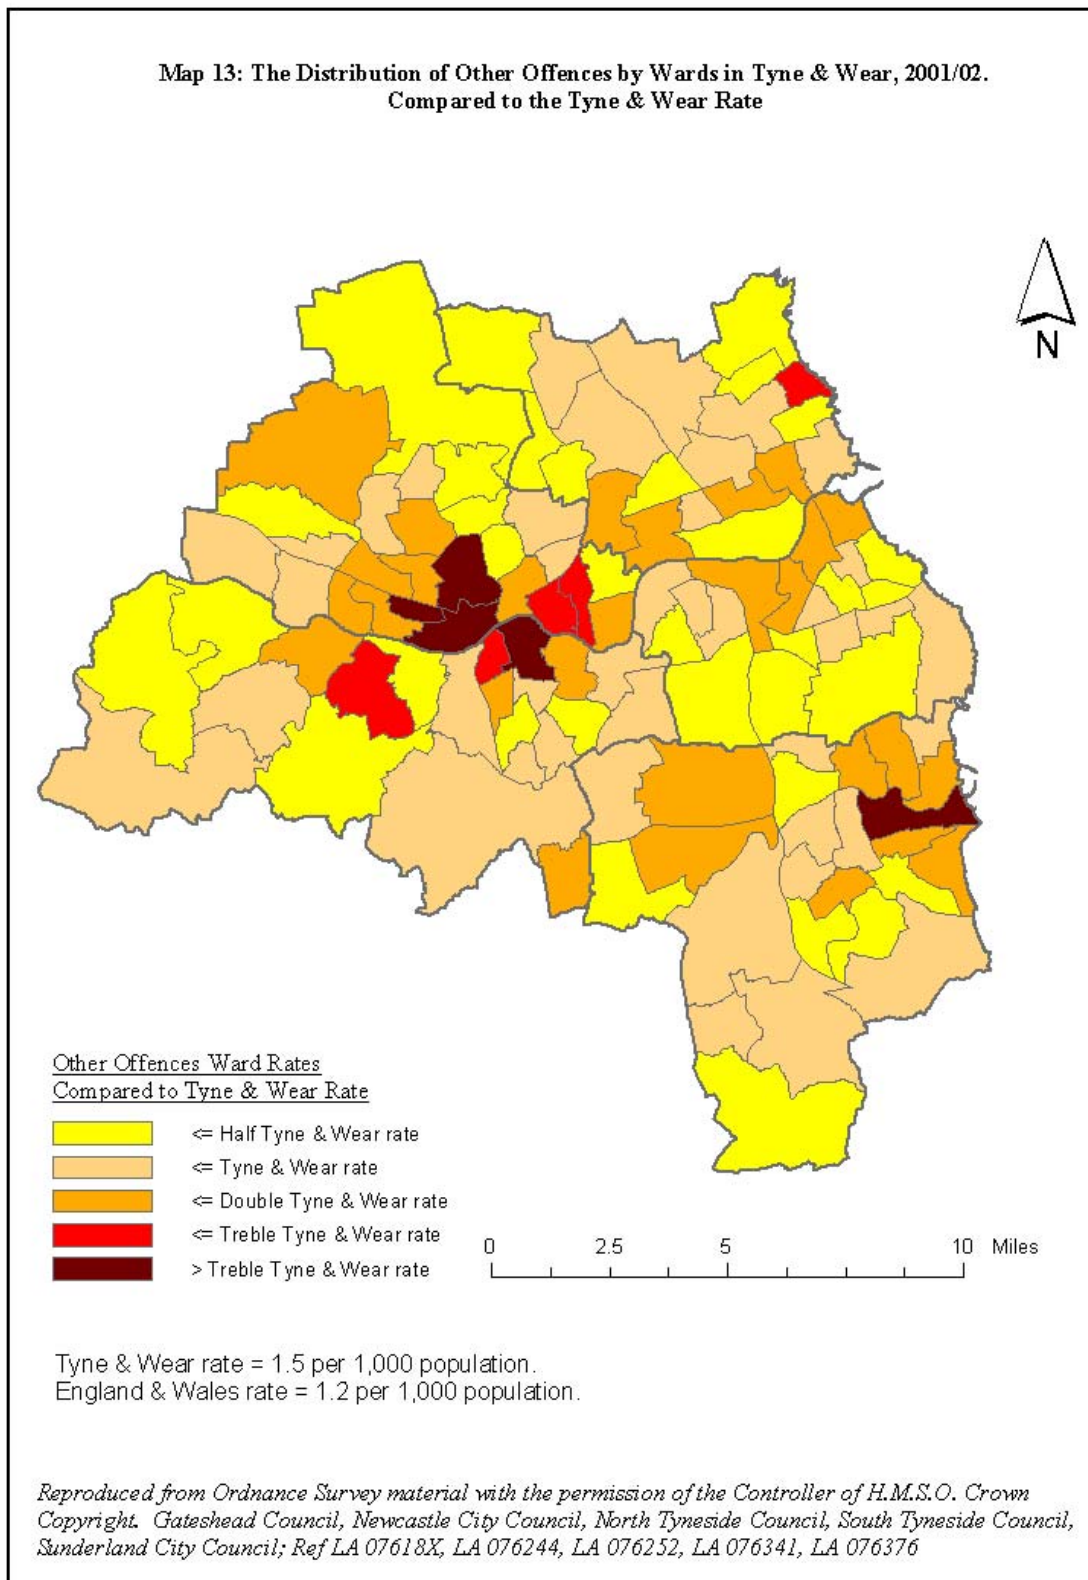 Map 13: The Distribution of Other Offences by Wards in Tyne & Wear, 2001/02.
Compared to the Tyne & Wear Rate
N
Other Offences Ward Rates
Compared to Tyne & Wear Rate
<= Half Tyne & Wear rate
<= Tyne & Wear rate
<= Double Tyne & Wear rate
<= Treble Tyne & Wear rate
> Treble Tyne & Wear rate
0 2.5 5 10 Miles
Tyne & Wear rate = 1.5 per 1,000 population.
England & Wales rate = 1.2 per 1,000 population.
Reproduced from Ordnance Survey material with the permission of the Controller of H.M.S.O. Crown
Copyright. Gateshead Council, Newcastle City Council, North Tyneside Council, South Tyneside Council,
Sunderland City Council; Ref LA 07618X, LA 076244, LA 076252, LA 076341, LA 076376